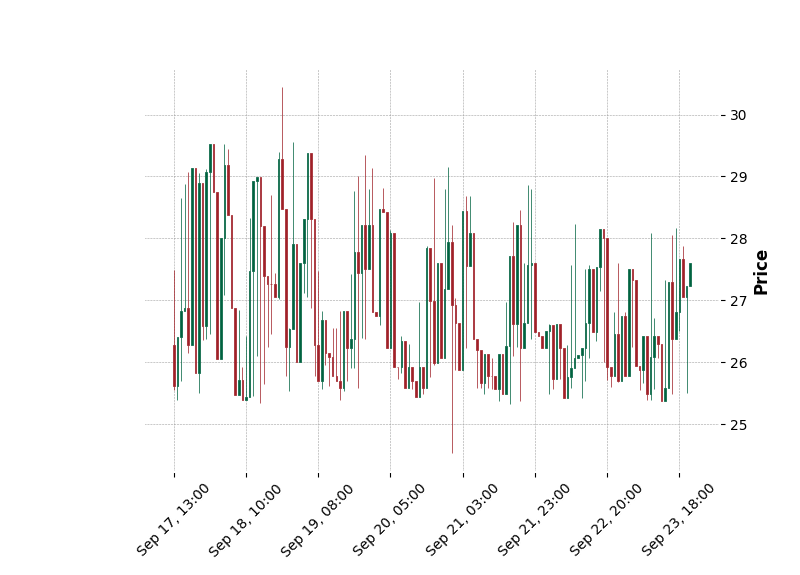 30
29
28
27
26
25
Price
Sep 17, 13:00
Sep 18, 10:00
Sep 19, 08:00
Sep 20, 05:00
Sep 21, 03:00
Sep 21, 23:00
Sep 22, 20:00
Sep 23, 18:00